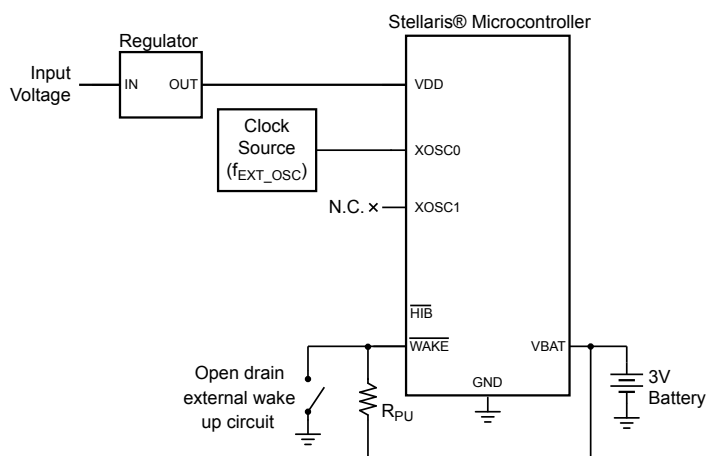 Stellaris® Microcontroller
Regulator
Input
Voltage
IN
OUT
VDD
Clock
Source
(fEXT_OSC)
XOSC0
N.C.
XOSC1
HIB
WAKE
VBAT
Open drain
external wake
up circuit
RPU
GND
3V
Battery